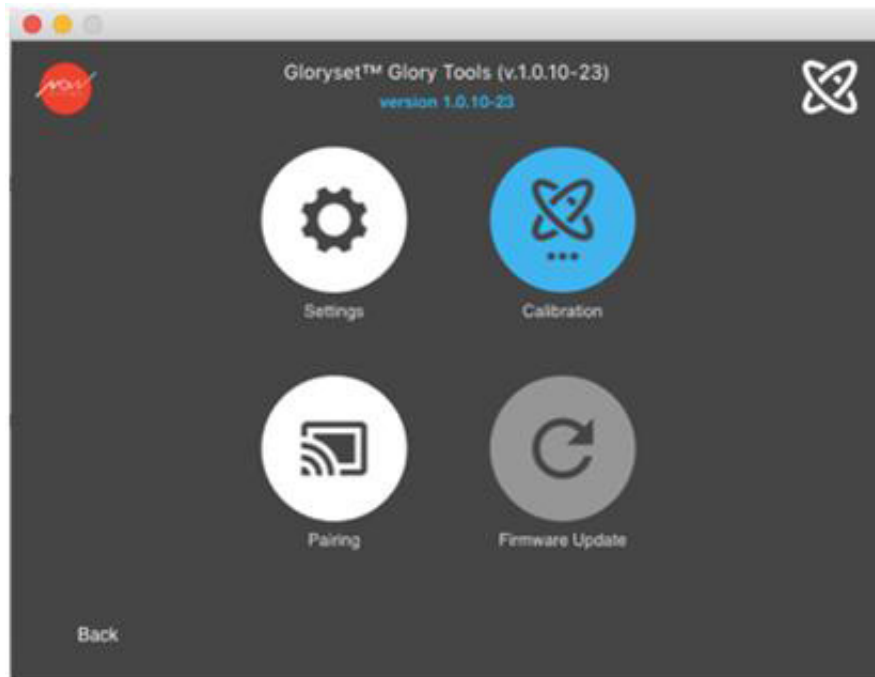 Gloryset™ Glory Tools (v.1.0.10-23)
version 1.0.10-23
Settings
Calibration
Pairing
Firmware Update
Back